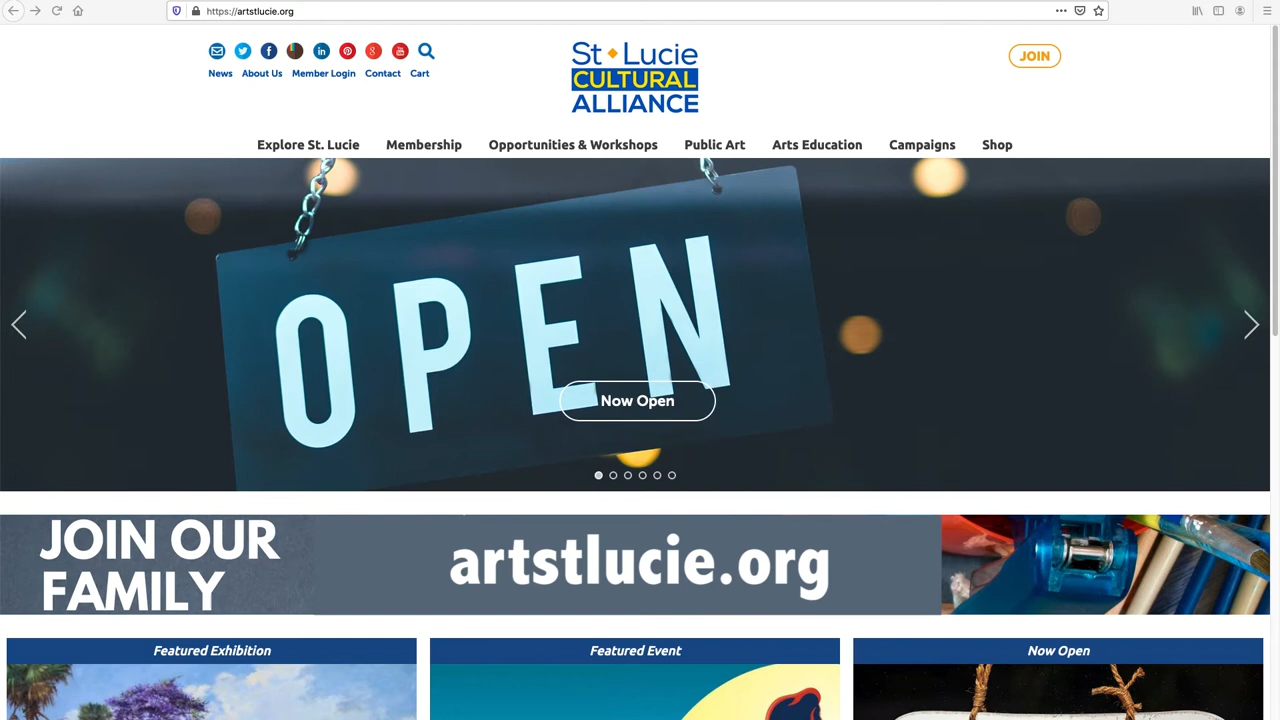 https://artstlucie.org
News About Us Member Login Contact Cart
St Lucie
CULTURAL
ALLIANCE
JOIN
Explore St. Lucie Membership Opportunities & Workshops Public Art Arts Education Campaigns Shop
OPEN
Now Open
JOIN OUR
FAMILY
artstlucie.org
Featured Exhibition
Featured Event
Now Open